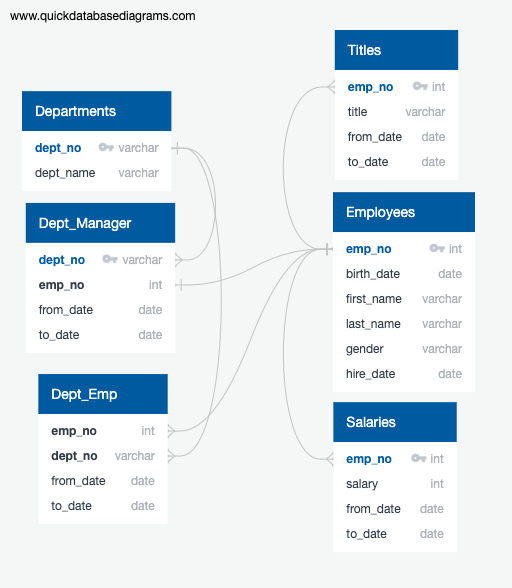 www.quickdatabasediagrams.com
Titles
emp_no int
title varchar
from_date date
to_date date
Departments
dept_no varchar
dept_name varchar
Dept_Manager
dept_no varchar
emp_no int
from_date date
to_date date
Employees
emp_no int
birth_date date
first_name varchar
last_name varchar
gender varchar
hire_date date
Dept_Emp
emp_no int
dept_no varchar
from_date date
to_date date
Salaries
emp_no int
salary int
from_date date
to_date date